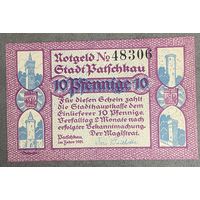 Notgeld No 48306
Stadt Patschkau
10 Pfennige 10
Für diesen Schein zahlt
die Stadthauptkasse dem
Einlieferer 10 Pfennige.
Verfalltag 2 Monate nach
erfolgter Bekanntmachung.
Der Magistrat.
Patschkau
im Jahre 1921